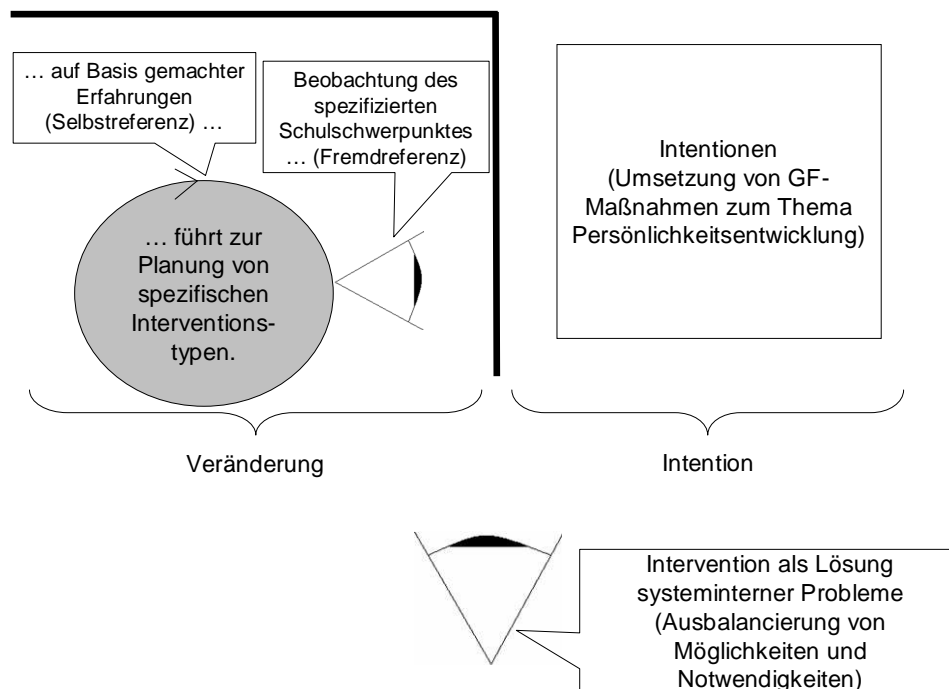 … auf Basis gemachter
Erfahrungen
(Selbstreferenz) …
Beobachtung des
spezifizierten
Schulschwerpunktes
… (Fremdreferenz)
… führt zur
Planung von
spezifischen
Interventions-
typen.
Intentionen
(Umsetzung von GF-
Maßnahmen zum Thema
Persönlichkeitsentwicklung)
Veränderung
Intention
Intervention als Lösung
systeminterner Probleme
(Ausbalancierung von
Möglichkeiten und
Notwendigkeiten)